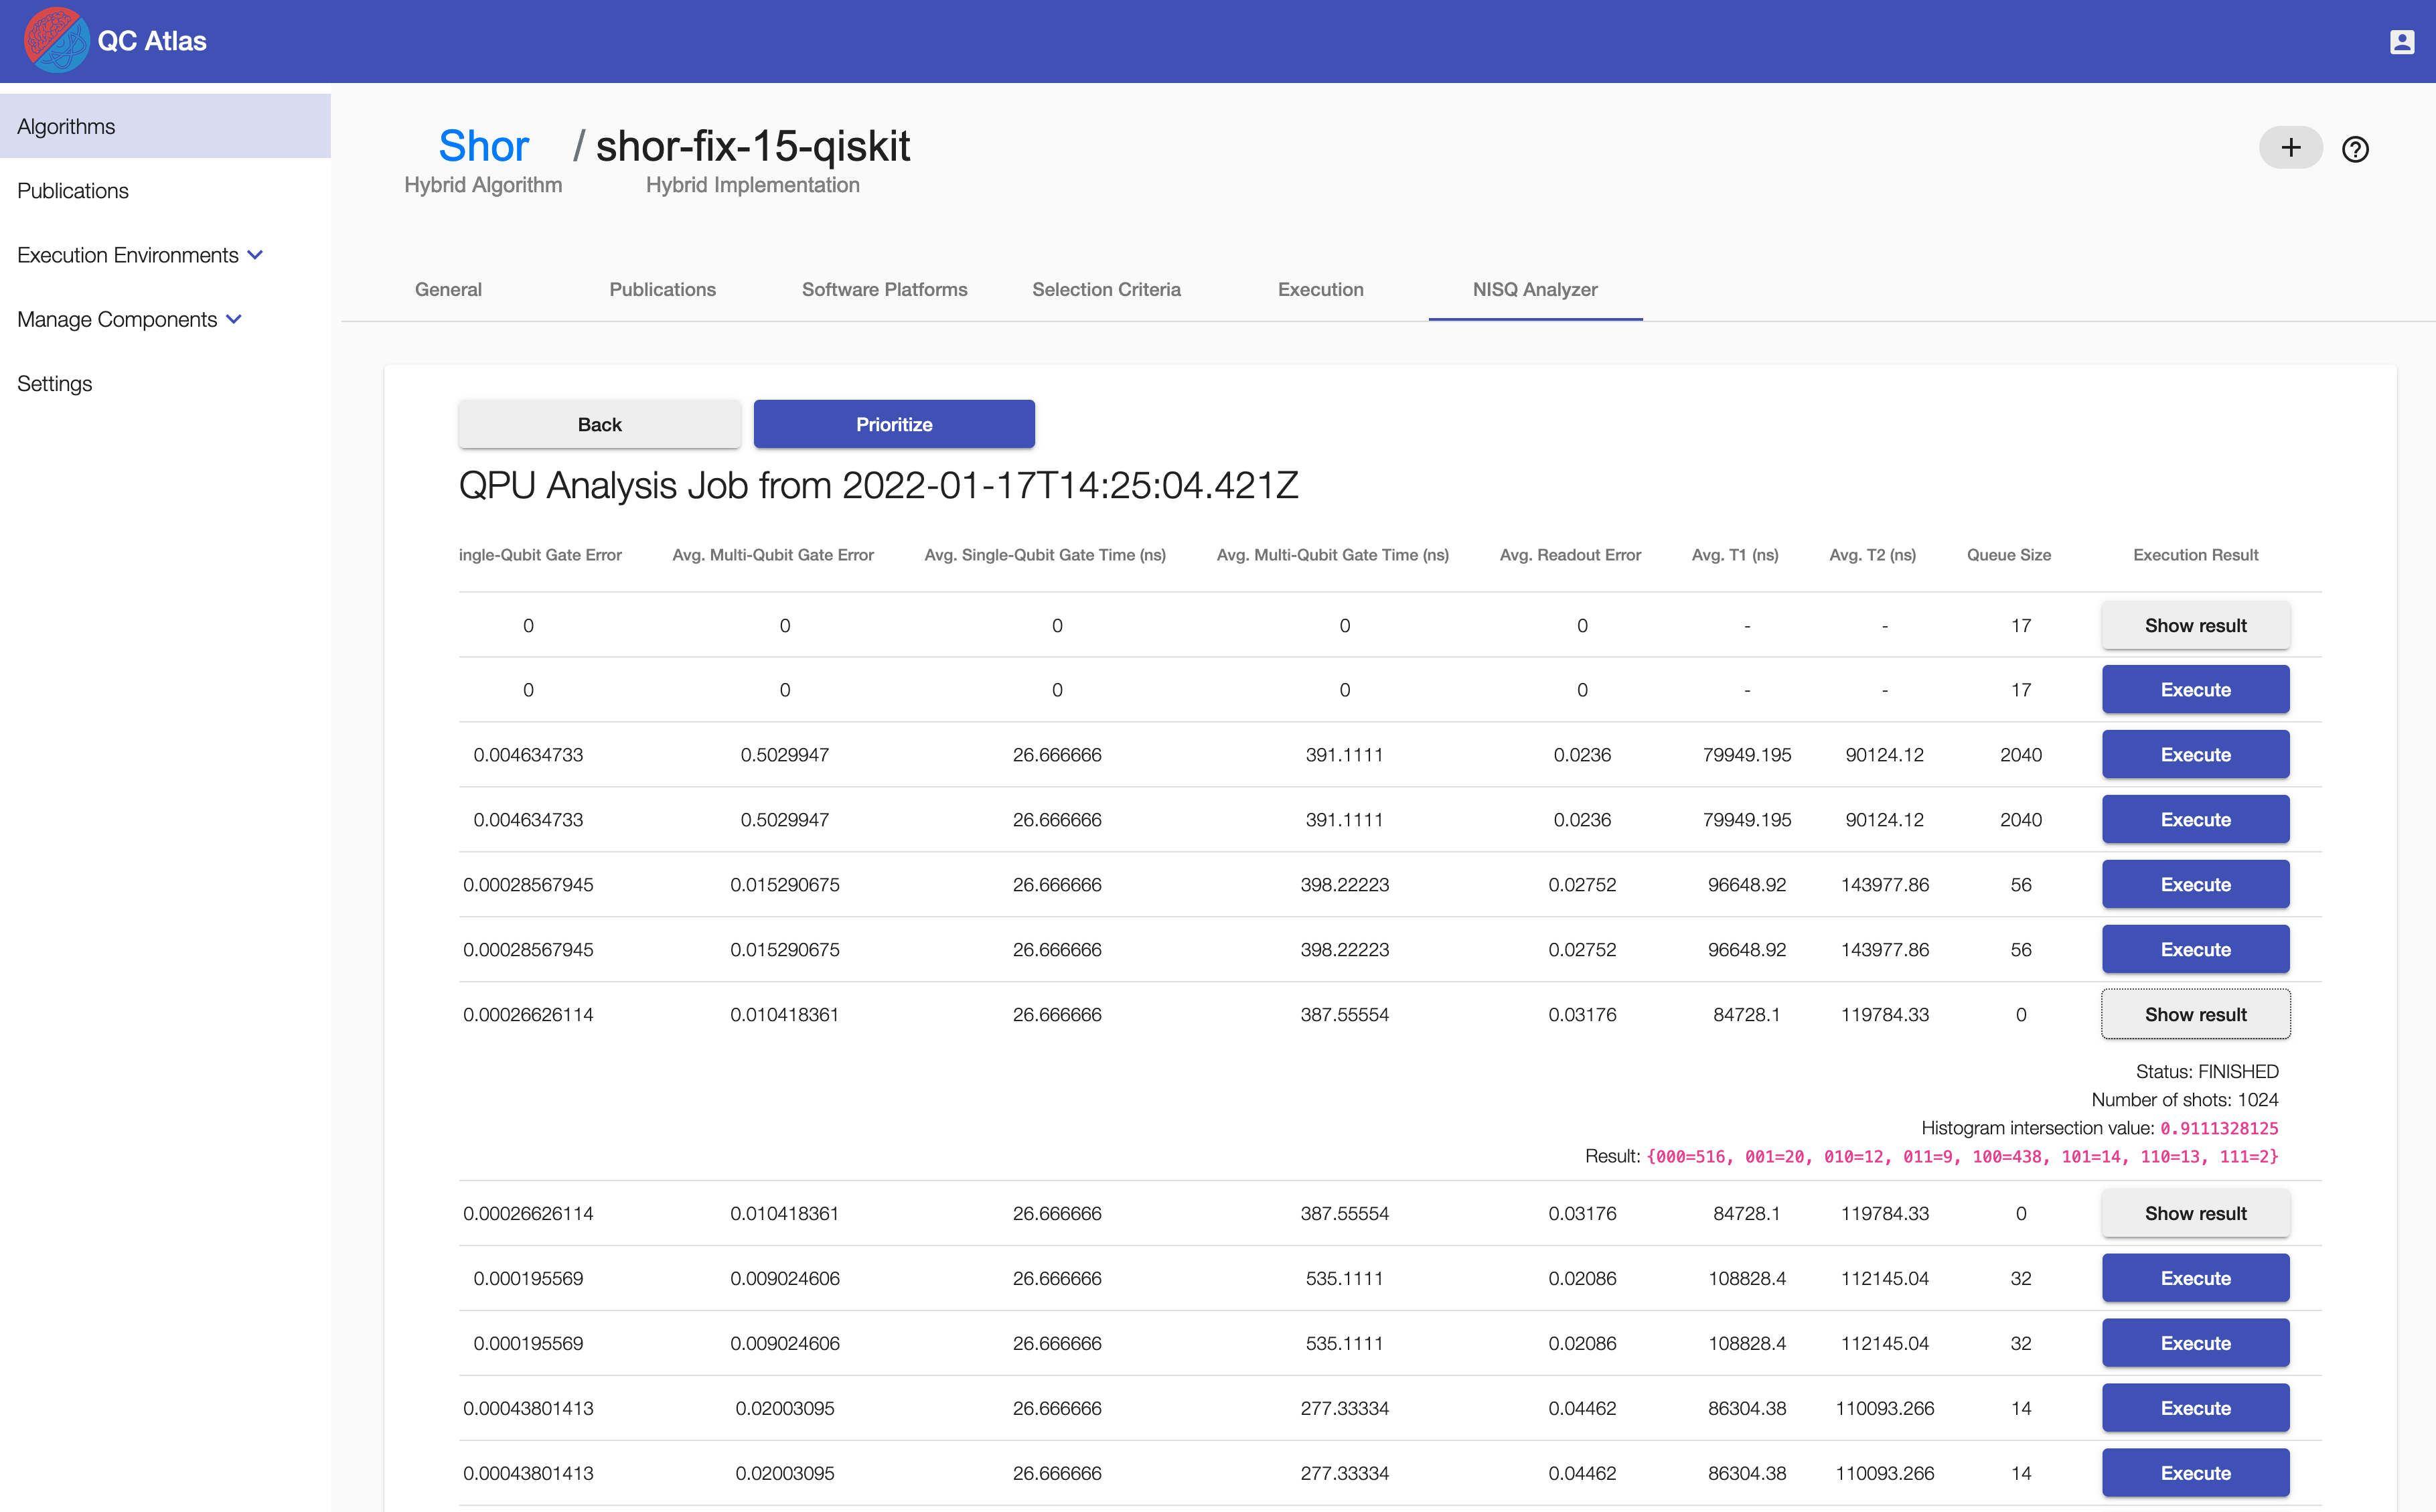 QC Atlas
Algorithms
Publications
Execution Environments
Manage Components
Settings
Shor / shor-fix-15-qiskit
Hybrid Algorithm Hybrid Implementation
General Publications Software Platforms Selection Criteria Execution NISQ Analyzer
Back Prioritize
QPU Analysis Job from 2022-01-17T14:25:04.421Z
ingle-Qubit Gate Error Avg. Multi-Qubit Gate Error Avg. Single-Qubit Gate Time (ns) Avg. Multi-Qubit Gate Time (ns) Avg. Readout Error Avg. T1 (ns) Avg. T2 (ns) Queue Size Execution Result
0 0 0 0 0 - - 17 Show result
0 0 0 0 0 - - 17 Execute
0.004634733 0.5029947 26.666666 391.1111 0.0236 79949.195 90124.12 2040 Execute
0.004634733 0.5029947 26.666666 391.1111 0.0236 79949.195 90124.12 2040 Execute
0.00028567945 0.015290675 26.666666 398.22223 0.02752 96648.92 143977.86 56 Execute
0.00028567945 0.015290675 26.666666 398.22223 0.02752 96648.92 143977.86 56 Execute
0.00026626114 0.010418361 26.666666 387.55554 0.03176 84728.1 119784.33 0 Show result
Status: FINISHED
Number of shots: 1024
Histogram intersection value: 0.9111328125
Result: {000=516, 001=20, 010=12, 011=9, 100=438, 101=14, 110=13, 111=2}
0.00026626114 0.010418361 26.666666 387.55554 0.03176 84728.1 119784.33 0 Show result
0.000195569 0.009024606 26.666666 535.1111 0.02086 108828.4 112145.04 32 Execute
0.000195569 0.009024606 26.666666 535.1111 0.02086 108828.4 112145.04 32 Execute
0.00043801413 0.02003095 26.666666 277.33334 0.04462 86304.38 110093.266 14 Execute
0.00043801413 0.02003095 26.666666 277.33334 0.04462 86304.38 110093.266 14 Execute